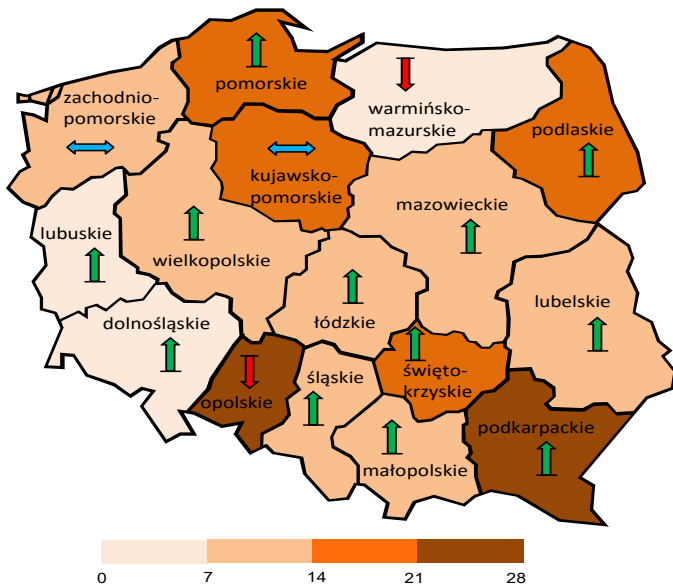 pomorskie
zachodnio-
pomorskie
warmińsko-
mazurskie
podlaskie
kujawsko-
pomorskie
mazowieckie
lubuskie
wielkopolskie
lubelskie
dolnośląskie
łódzkie
święto-
krzyskie
śląskie
opolskie
podkarpackie
małopolskie
0 7 14 21 28